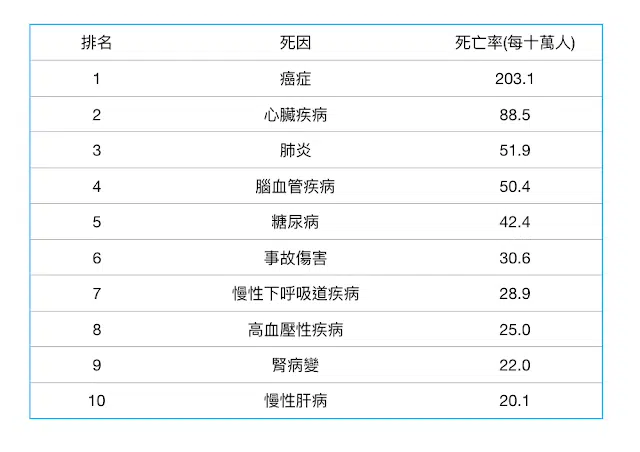 排名 死因 死亡率(每十萬人)
1 癌症 203.1
2 心臟疾病 88.5
3 肺炎 51.9
4 腦血管疾病 50.4
5 糖尿病 42.4
6 事故傷害 30.6
7 慢性下呼吸道疾病 28.9
8 高血壓性疾病 25.0
9 腎病變 22.0
10 慢性肝病 20.1